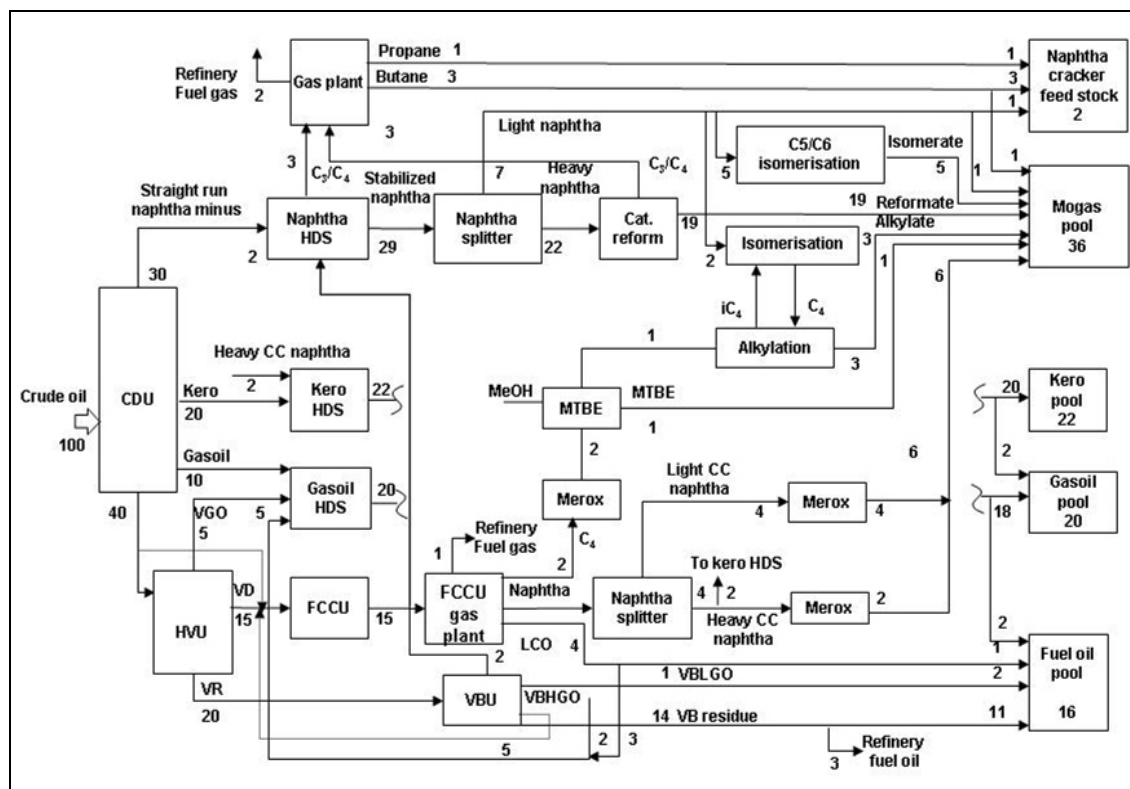 Propane 1
1
Naphtha
cracker
feed stock
2
Refinery
Fuel gas
2
Gas plant
Butane 3
3
3
Light naphtha
1
3
C3/C4
7
Heavy
naphtha
C3/C4
5
C5/C6
isomerisation
Isomerate
5
1
1
Straight run
naphtha minus
Stabilized
naphtha
Naphtha
HDS
2
29
Naphtha
splitter
22
Cat.
reform
19
19
Reformate
Alkylate
Mogas
pool
36
30
2
Isomerisation
3
1
6
iC4
C4
Crude oil
100
CDU
Heavy CC naphtha
2
Kero
20
Kero
HDS
22
1
Alkylation
3
MeOH
MTBE
MTBE
1
20
Kero
pool
22
Gasoil
10
Gasoil
HDS
20
2
6
2
Gasoil
pool
20
18
40
VGO
5
5
Merox
Light CC
naphtha
4
Merox
4
Refinery
Fuel gas
1
2
C4
HVU
VD
15
FCCU
15
FCCU
gas
plant
Naphtha
Naphtha
splitter
To kero HDS
4
2
Heavy CC
naphtha
Merox
2
LCO
4
2
1
Fuel oil
pool
16
VR
20
2
VBU
VBHGO
1 VBLGO
2
14 VB residue
11
5
2
3
3
Refinery
fuel oil